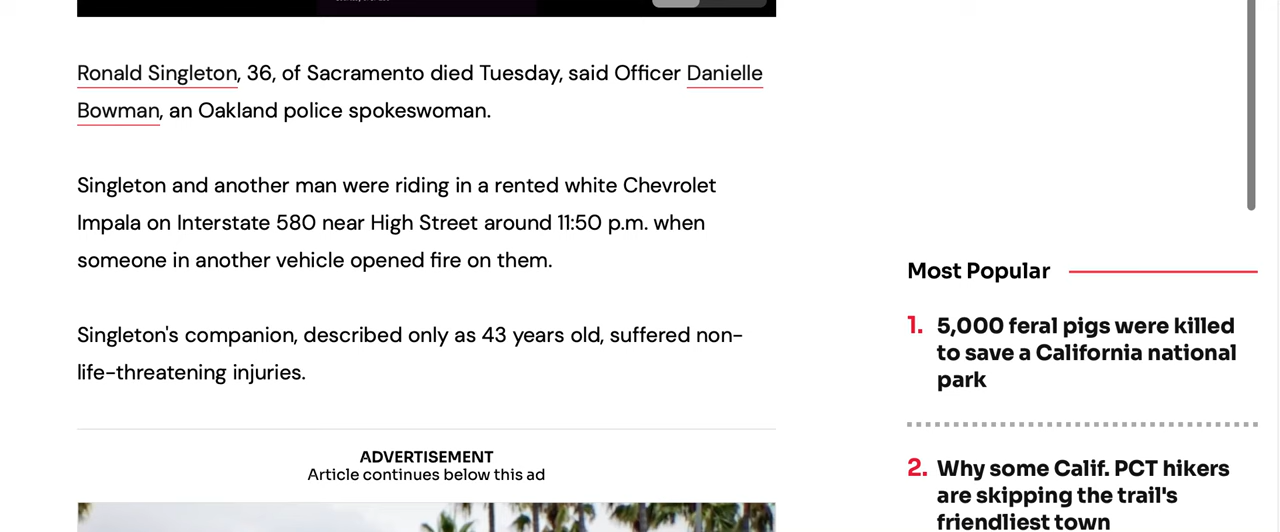 Ronald Singleton, 36, of Sacramento died Tuesday, said Officer Danielle
Bowman, an Oakland police spokeswoman.
Singleton and another man were riding in a rented white Chevrolet
Impala on Interstate 580 near High Street around 11:50 p.m. when
someone in another vehicle opened fire on them.
Singleton's companion, described only as 43 years old, suffered non-
life-threatening injuries.
ADVERTISEMENT
Article continues below this ad
Most Popular
1. 5,000 feral pigs were killed
to save a California national
park
2. Why some Calif. PCT hikers
are skipping the trail's
friendliest town